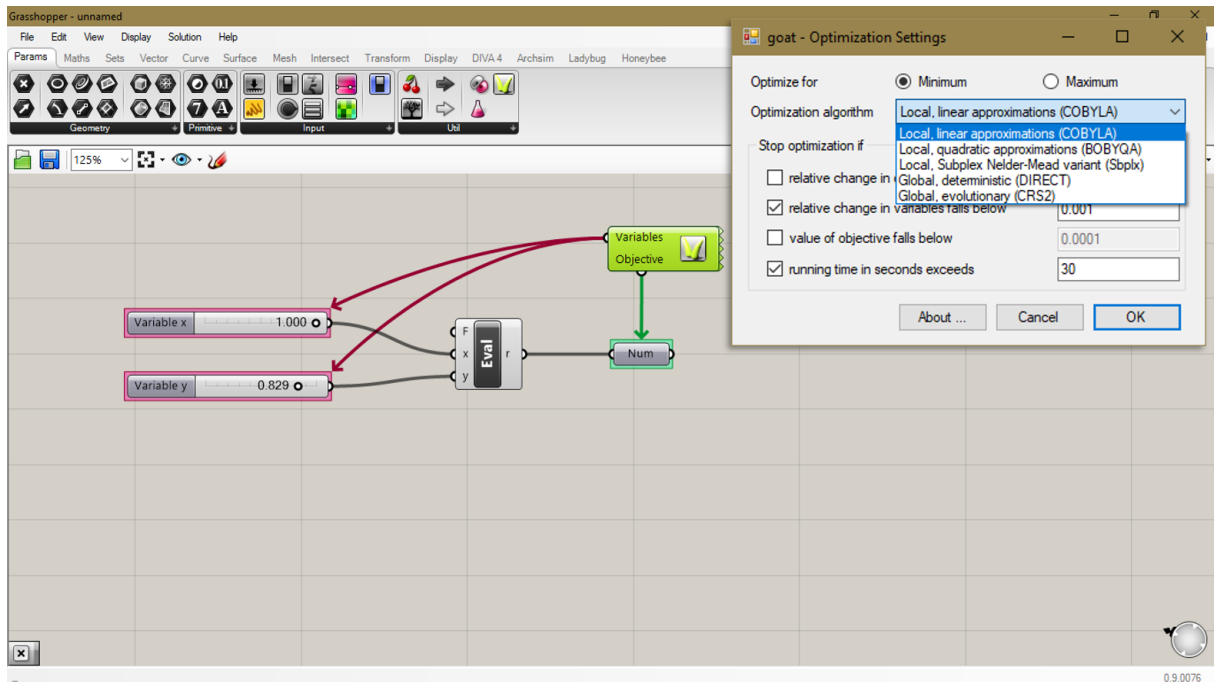 Grasshopper - unnamed
File Edit View Display Solution Help
Params Maths Sets Vector Curve Surface Mesh Intersect Transform Display DIVA 4 Archsim Ladybug Honeybee
Geometry Primitive Input Util
125%
goat - Optimization Settings
Optimize for Minimum Maximum
Optimization algorithm Local, linear approximations (COBYLA)
Local, linear approximations (COBYLA)
Local, quadratic approximations (BOBYQA)
Local, Subplex Nelder-Mead variant (Sbplx)
Global, deterministic (DIRECT)
Global, evolutionary (CRS2)
Stop optimization if
relative change in
relative change in variables falls below 0.001
value of objective falls below 0.0001
running time in seconds exceeds 30
About ... Cancel OK
Variables
Objective
Variable x 1.000
Variable y 0.829
F
x
y
Eval
r
Num
0.9.0076